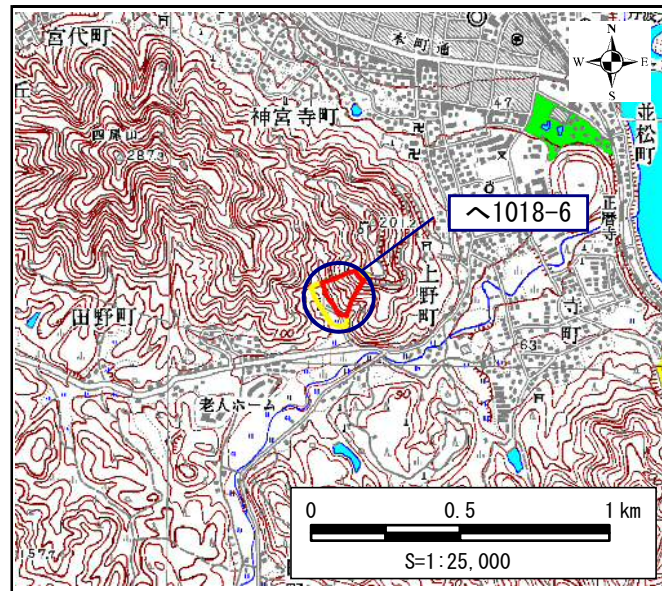 宮代町
本町通
N
W
E
S
神宮寺町
47
並松町
四尾山
287.3
正暦寺
へ1018-6
上野町
田野町
100
寺町
63
老人ホーム
90
0 0.5 1 km
S=1:25,000